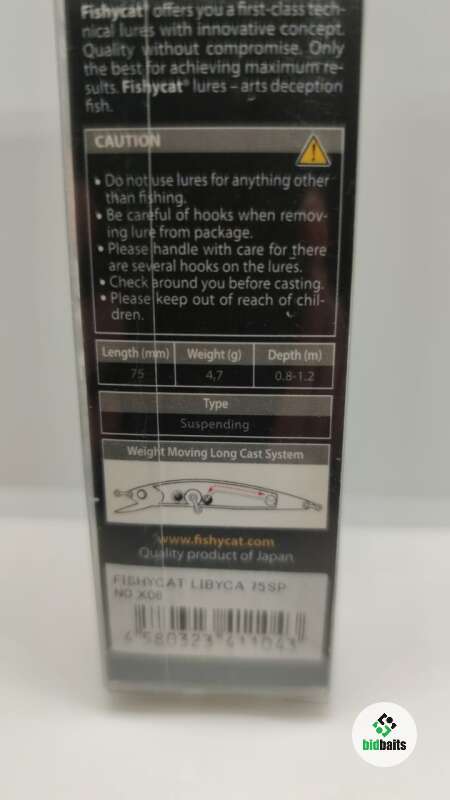 Fishycat® offers you a first-class tech-
nical lures with innovative concept.
Quality without compromise. Only
the best for achieving maximum re-
sults. Fishycat® lures – arts deception
fish.
CAUTION
• Do not use lures for anything other
than fishing.
• Be careful of hooks when remov-
ing lure from package.
• Please handle with care for there
are several hooks on the lures.
• Check around you before casting.
• Please keep out of reach of chil-
dren.
Length (mm) Weight (g) Depth (m)
75 4,7 0.8-1.2
Type
Suspending
Weight Moving Long Cast System
www.fishycat.com
Quality product of Japan
FISHYCAT LIBYCA 75SP
NO X06
4 580323 411043
bidbaits